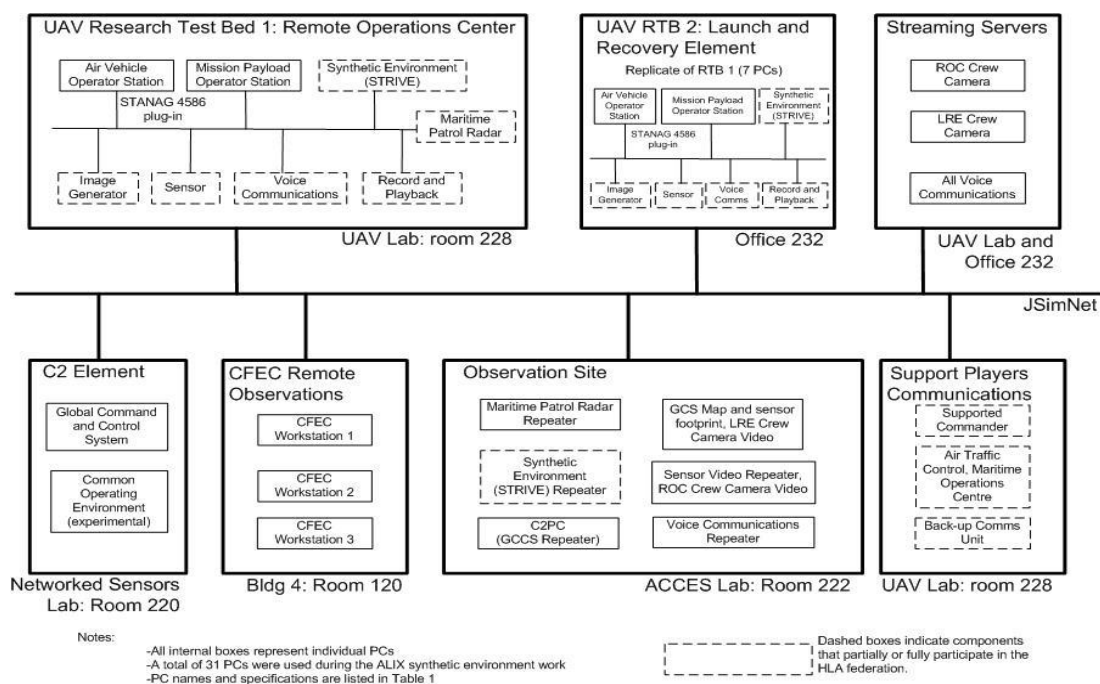 UAV Research Test Bed 1: Remote Operations Center
Air Vehicle
Operator Station
Mission Payload
Operator Station
Synthetic Environment
(STRIVE)
STANAG 4586
plug-in
Maritime
Patrol Radar
Image
Generator
Sensor
Voice
Communications
Record and
Playback
UAV Lab: room 228
UAV RTB 2: Launch and
Recovery Element
Replicate of RTB 1 (7 PCs)
Air Vehicle
Operator
Station
Mission Payload
Operator Station
Synthetic
Environment
(STRIVE)
STANAG 4586
plug-in
Image
Generator
Sensor
Voice
Comms
Record and
Playback
Office 232
Streaming Servers
ROC Crew
Camera
LRE Crew
Camera
All Voice
Communications
UAV Lab and
Office 232
JSimNet
C2 Element
Global Command
and Control
System
Common
Operating
Environment
(experimental)
Networked Sensors
Lab: Room 220
CFEC Remote
Observations
CFEC
Workstation 1
CFEC
Workstation 2
CFEC
Workstation 3
Bldg 4: Room 120
Observation Site
Maritime Patrol Radar
Repeater
Synthetic
Environment
(STRIVE) Repeater
C2PC
(GCCS Repeater)
GCS Map and sensor
footprint, LRE Crew
Camera Video
Sensor Video Repeater,
ROC Crew Camera Video
Voice Communications
Repeater
ACCES Lab: Room 222
Support Players
Communications
Supported
Commander
Air Traffic
Control, Maritime
Operations
Centre
Back-up Comms
Unit
UAV Lab: room 228
Notes:
-All internal boxes represent individual PCs
-A total of 31 PCs were used during the ALIX synthetic environment work
-PC names and specifications are listed in Table 1
Dashed boxes indicate components
that partially or fully participate in the
HLA federation.